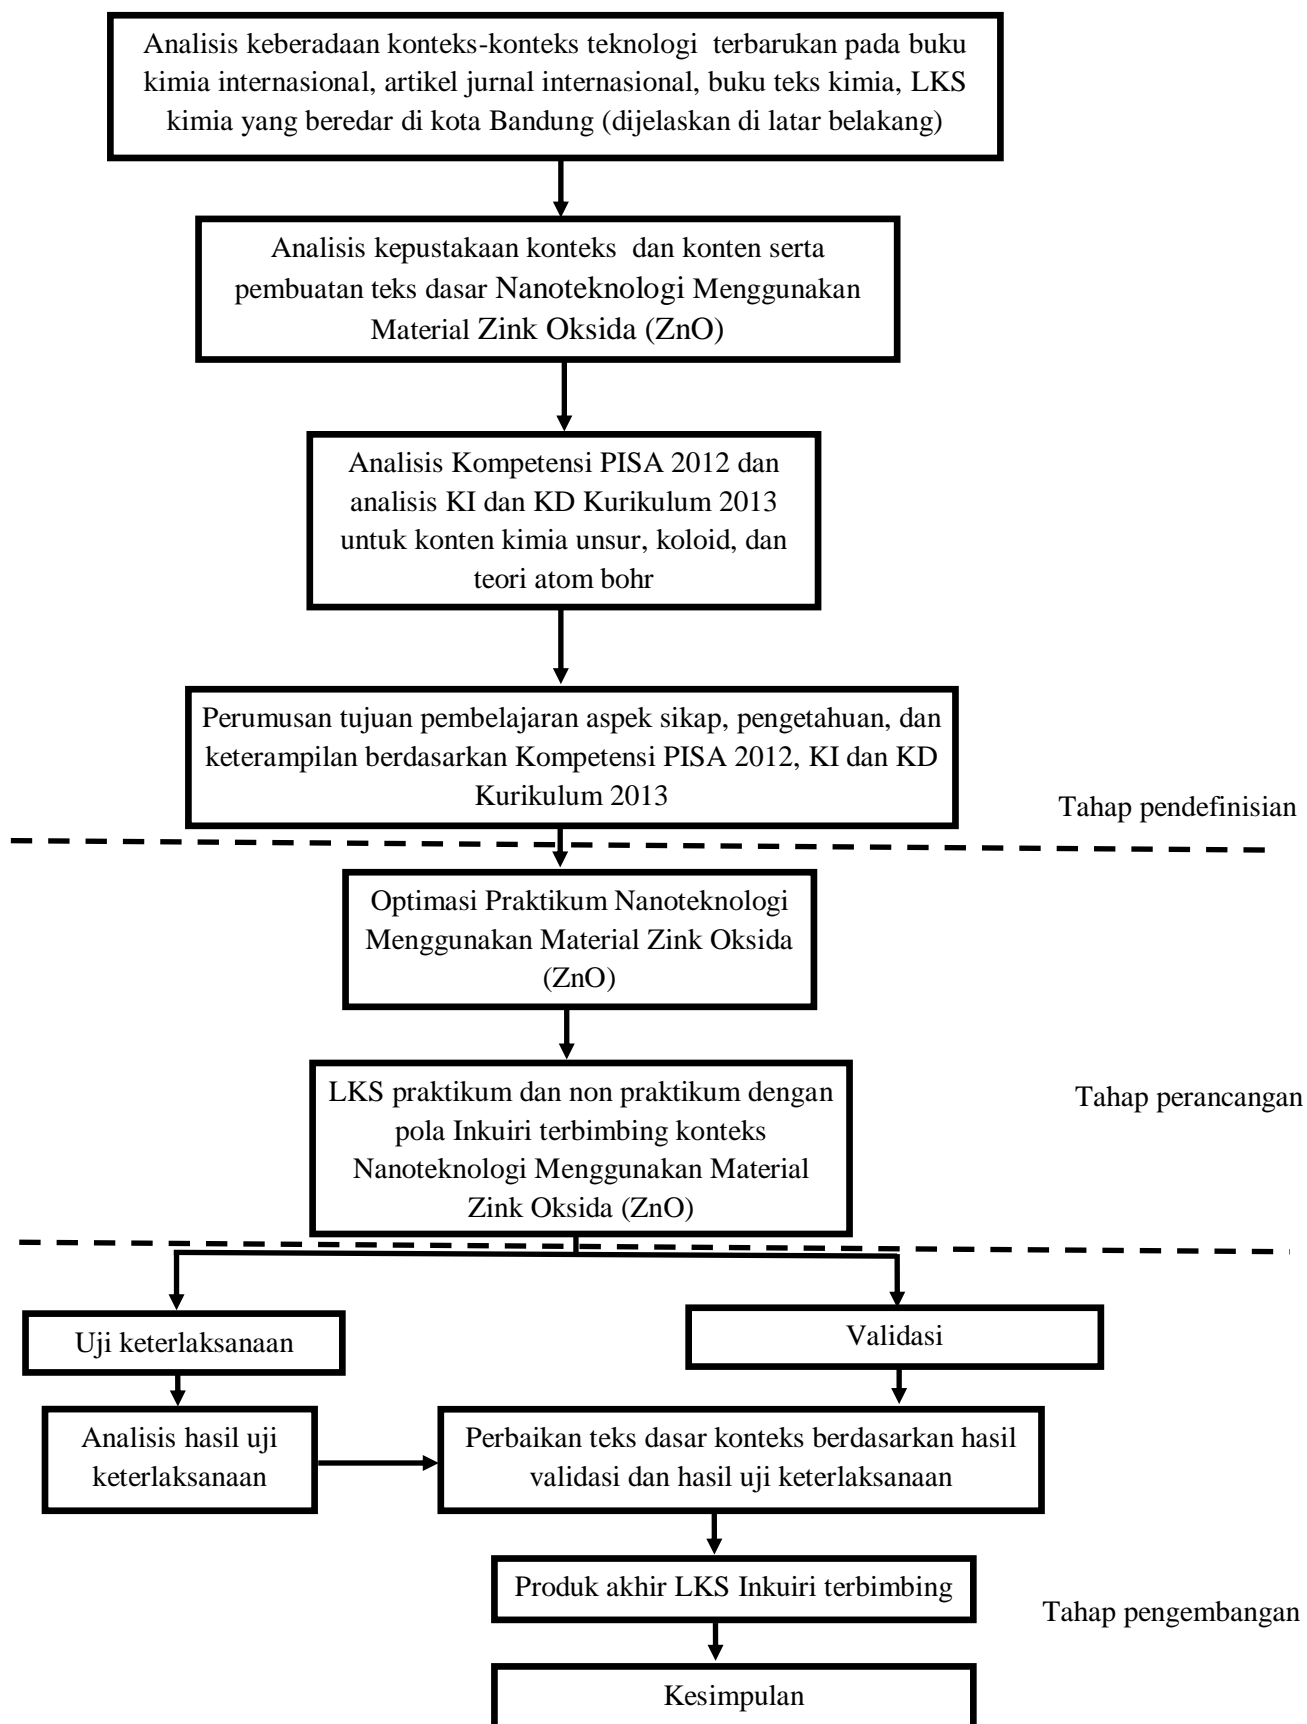 Analisis keberadaan konteks-konteks teknologi terbarukan pada buku
kimia internasional, artikel jurnal internasional, buku teks kimia, LKS
kimia yang beredar di kota Bandung (dijelaskan di latar belakang)
Analisis kepustakaan konteks dan konten serta
pembuatan teks dasar Nanoteknologi Menggunakan
Material Zink Oksida (ZnO)
Analisis Kompetensi PISA 2012 dan
analisis KI dan KD Kurikulum 2013
untuk konten kimia unsur, koloid, dan
teori atom bohr
Perumusan tujuan pembelajaran aspek sikap, pengetahuan, dan
keterampilan berdasarkan Kompetensi PISA 2012, KI dan KD
Kurikulum 2013
Tahap pendefinisian
Optimasi Praktikum Nanoteknologi
Menggunakan Material Zink Oksida
(ZnO)
LKS praktikum dan non praktikum dengan
pola Inkuiri terbimbing konteks
Nanoteknologi Menggunakan Material
Zink Oksida (ZnO)
Tahap perancangan
Uji keterlaksanaan
Validasi
Analisis hasil uji
keterlaksanaan
Perbaikan teks dasar konteks berdasarkan hasil
validasi dan hasil uji keterlaksanaan
Produk akhir LKS Inkuiri terbimbing
Tahap pengembangan
Kesimpulan